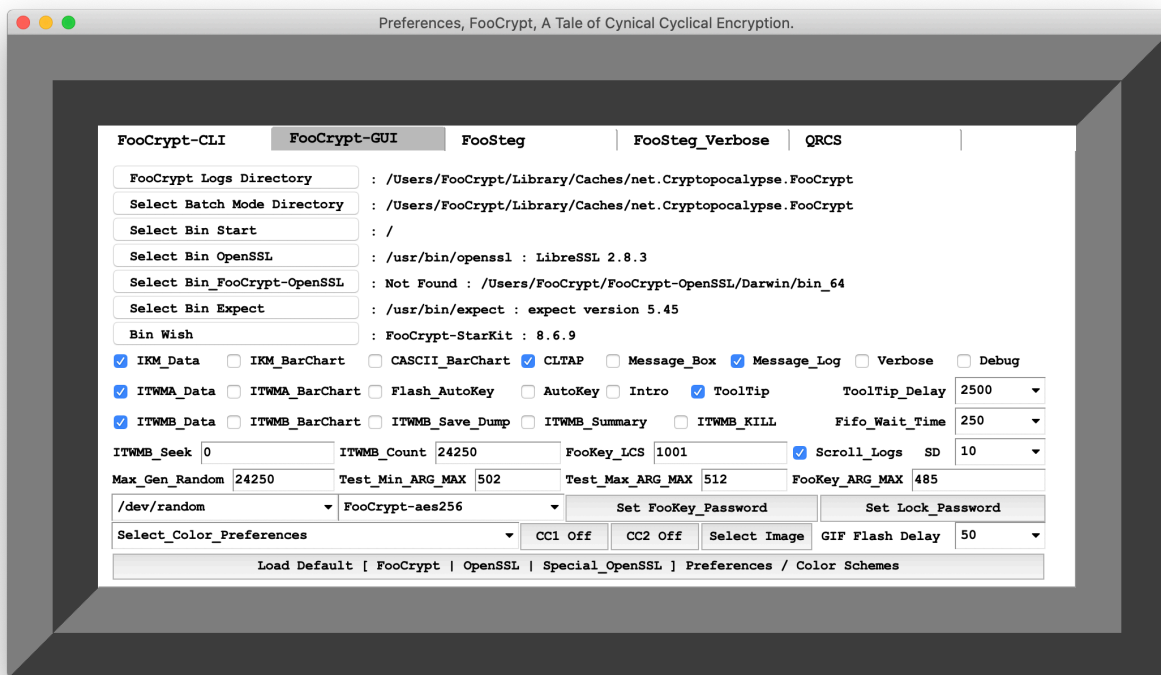 Preferences, FooCrypt, A Tale of Cynical Cyclical Encryption.
FooCrypt-CLI FooCrypt-GUI FooSteg FooSteg_Verbose QRCS
FooCrypt Logs Directory : /Users/FooCrypt/Library/Caches/net.Cryptopocalypse.FooCrypt
Select Batch Mode Directory : /Users/FooCrypt/Library/Caches/net.Cryptopocalypse.FooCrypt
Select Bin Start : /
Select Bin OpenSSL : /usr/bin/openssl : LibreSSL 2.8.3
Select Bin_FooCrypt-OpenSSL : Not Found : /Users/FooCrypt/FooCrypt-OpenSSL/Darwin/bin_64
Select Bin Expect : /usr/bin/expect : expect version 5.45
Bin Wish : FooCrypt-StarKit : 8.6.9
IKM_Data IKM_BarChart CASCII_BarChart CLTAP Message_Box Message_Log Verbose Debug
ITWMA_Data ITWMA_BarChart Flash_AutoKey AutoKey Intro ToolTip ToolTip_Delay 2500
ITWMB_Data ITWMB_BarChart ITWMB_Save_Dump ITWMB_Summary ITWMB_KILL Fifo_Wait_Time 250
ITWMB_Seek 0 ITWMB_Count 24250 FooKey_LCS 1001 Scroll_Logs SD 10
Max_Gen_Random 24250 Test_Min_ARG_MAX 502 Test_Max_ARG_MAX 512 FooKey_ARG_MAX 485
/dev/random FooCrypt-aes256 Set FooKey_Password Set Lock_Password
Select_Color_Preferences CC1 Off CC2 Off Select Image GIF Flash Delay 50
Load Default [ FooCrypt | OpenSSL | Special_OpenSSL ] Preferences / Color Schemes